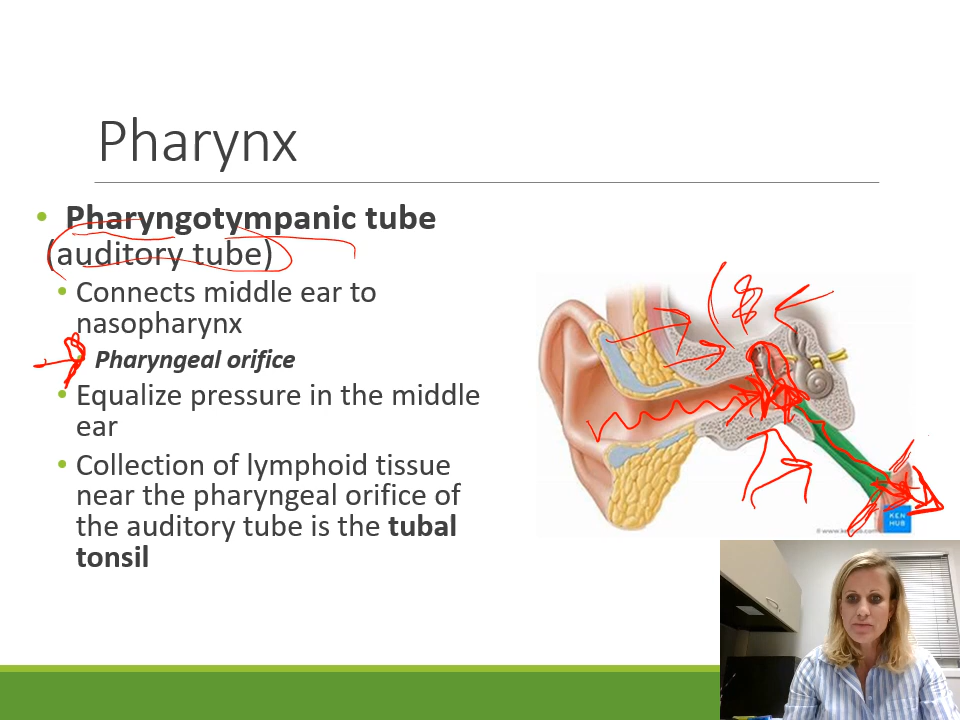 Pharynx
Pharyngotympanic tube
(auditory tube)
Connects middle ear to
nasopharynx
Pharyngeal orifice
Equalize pressure in the middle
ear
Collection of lymphoid tissue
near the pharyngeal orifice of
the auditory tube is the tubal
tonsil
KEN
HUB